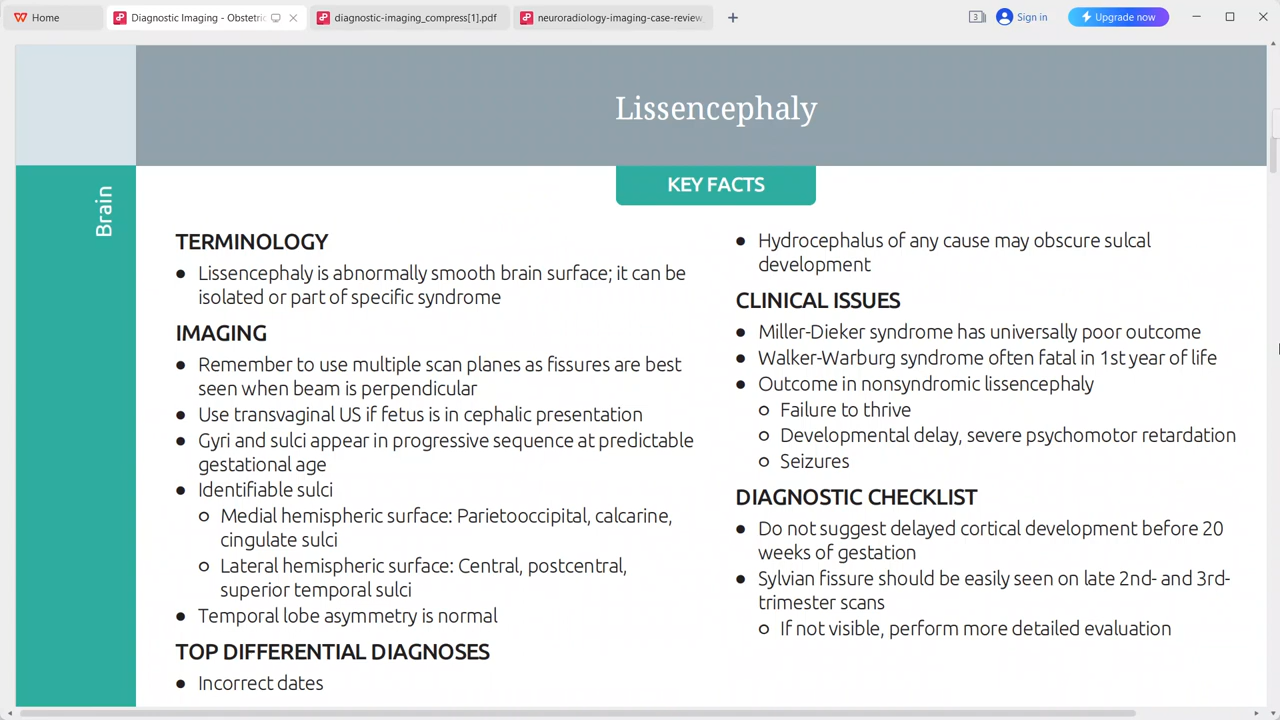 Home
Diagnostic Imaging - Obstetric
diagnostic-imaging_compress[1].pdf
neuroradiology-imaging-case-review
3
Sign in
Upgrade now
Lissencephaly
Brain
KEY FACTS
TERMINOLOGY
• Lissencephaly is abnormally smooth brain surface; it can be
isolated or part of specific syndrome
IMAGING
• Remember to use multiple scan planes as fissures are best
seen when beam is perpendicular
• Use transvaginal US if fetus is in cephalic presentation
• Gyri and sulci appear in progressive sequence at predictable
gestational age
• Identifiable sulci
o Medial hemispheric surface: Parietooccipital, calcarine,
cingulate sulci
o Lateral hemispheric surface: Central, postcentral,
superior temporal sulci
• Temporal lobe asymmetry is normal
TOP DIFFERENTIAL DIAGNOSES
• Incorrect dates
• Hydrocephalus of any cause may obscure sulcal
development
CLINICAL ISSUES
• Miller-Dieker syndrome has universally poor outcome
• Walker-Warburg syndrome often fatal in 1st year of life
• Outcome in nonsyndromic lissencephaly
o Failure to thrive
o Developmental delay, severe psychomotor retardation
o Seizures
DIAGNOSTIC CHECKLIST
• Do not suggest delayed cortical development before 20
weeks of gestation
• Sylvian fissure should be easily seen on late 2nd- and 3rd-
trimester scans
o If not visible, perform more detailed evaluation